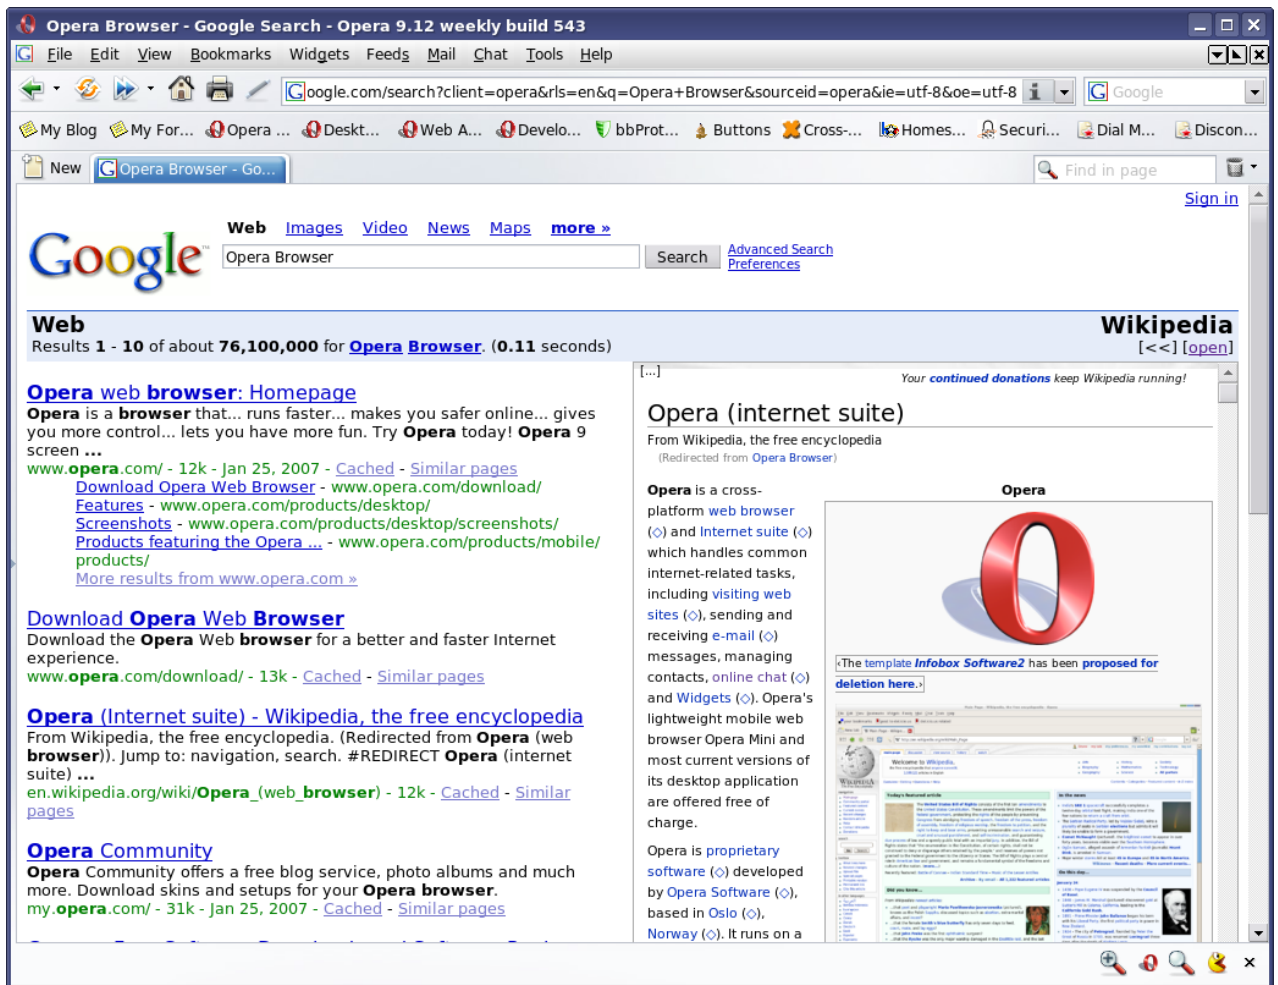 Opera Browser - Google Search - Opera 9.12 weekly build 543
File Edit View Bookmarks Widgets Feeds Mail Chat Tools Help
Google.com/search?client=opera&rls=en&q=Opera+Browser&sourceid=opera&ie=utf-8&oe=utf-8 Google
My Blog My For... Opera ... Deskt... Web A... Develo... bbProt... Buttons Cross-... Homes... Securi... Dial M... Discon...
New Opera Browser - Go... Find in page
Sign in
Web Images Video News Maps more »
Google™ Opera Browser Search Advanced Search
Preferences
Web Wikipedia
Results 1 - 10 of about 76,100,000 for Opera Browser. (0.11 seconds) [<<] [open]
Opera web browser: Homepage
Opera is a browser that... runs faster... makes you safer online... gives
you more control... lets you have more fun. Try Opera today! Opera 9
screen ...
www.opera.com/ - 12k - Jan 25, 2007 - Cached - Similar pages
Download Opera Web Browser - www.opera.com/download/
Features - www.opera.com/products/desktop/
Screenshots - www.opera.com/products/desktop/screenshots/
Products featuring the Opera ... - www.opera.com/products/mobile/
products/
More results from www.opera.com »
Download Opera Web Browser
Download the Opera Web browser for a better and faster Internet
experience.
www.opera.com/download/ - 13k - Cached - Similar pages
Opera (Internet suite) - Wikipedia, the free encyclopedia
From Wikipedia, the free encyclopedia. (Redirected from Opera (web
browser)). Jump to: navigation, search. #REDIRECT Opera (internet
suite) ...
en.wikipedia.org/wiki/Opera_(web_browser) - 12k - Cached - Similar
pages
Opera Community
Opera Community offers a free blog service, photo albums and much
more. Download skins and setups for your Opera browser.
my.opera.com/ - 31k - Jan 25, 2007 - Cached - Similar pages
[...]
Your continued donations keep Wikipedia running!
Opera (internet suite)
From Wikipedia, the free encyclopedia
(Redirected from Opera Browser)
Opera is a cross-
platform web browser
(◇) and Internet suite (◇)
which handles common
internet-related tasks,
including visiting web
sites (◇), sending and
receiving e-mail (◇)
messages, managing
contacts, online chat (◇)
and Widgets (◇). Opera's
lightweight mobile web
browser Opera Mini and
most current versions of
its desktop application
are offered free of
charge.
Opera is proprietary
software (◇) developed
by Opera Software (◇),
based in Oslo (◇),
Norway (◇). It runs on a
Opera
‹The template Infobox Software2 has been proposed for
deletion here.›
Welcome to Wikipedia,
Today's featured article
In the news
Did you know...
On this day...